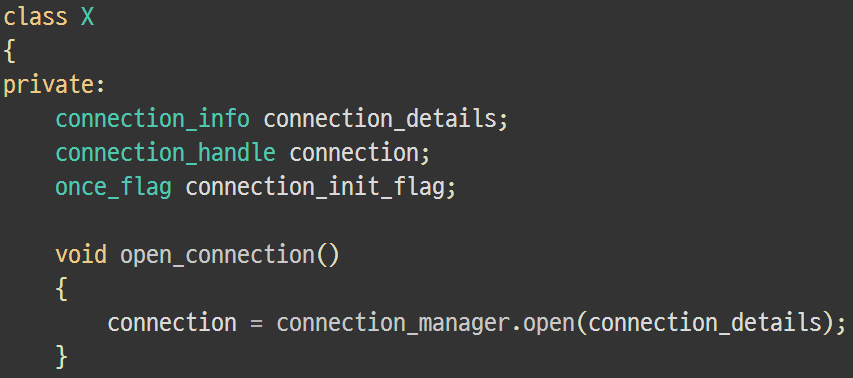 class X
{
private:
    connection_info connection_details;
    connection_handle connection;
    once_flag connection_init_flag;

    void open_connection()
    {
        connection = connection_manager.open(connection_details);
    }